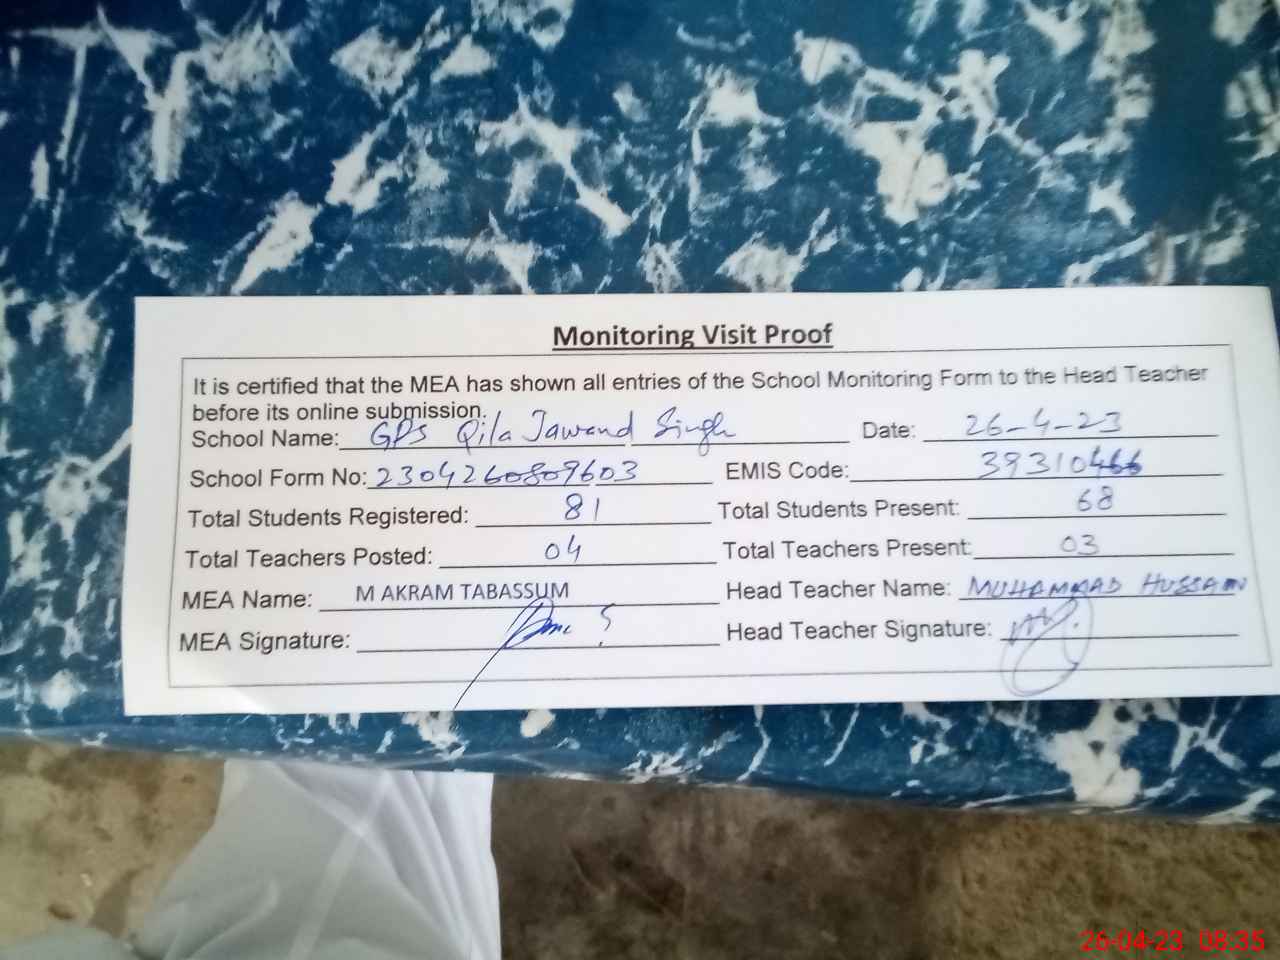 Monitoring Visit Proof
It is certified that the MEA has shown all entries of the School Monitoring Form to the Head Teacher
before its online submission.
School Name: GPS Qila Jawand Singh Date: 26-4-23
School Form No: 2304260809603 EMIS Code: 39310466
Total Students Registered: 81 Total Students Present: 68
Total Teachers Posted: 04 Total Teachers Present: 03
MEA Name: M AKRAM TABASSUM Head Teacher Name: MUHAMMAD HUSSAIN
MEA Signature: Head Teacher Signature:
26-04-23 08:35